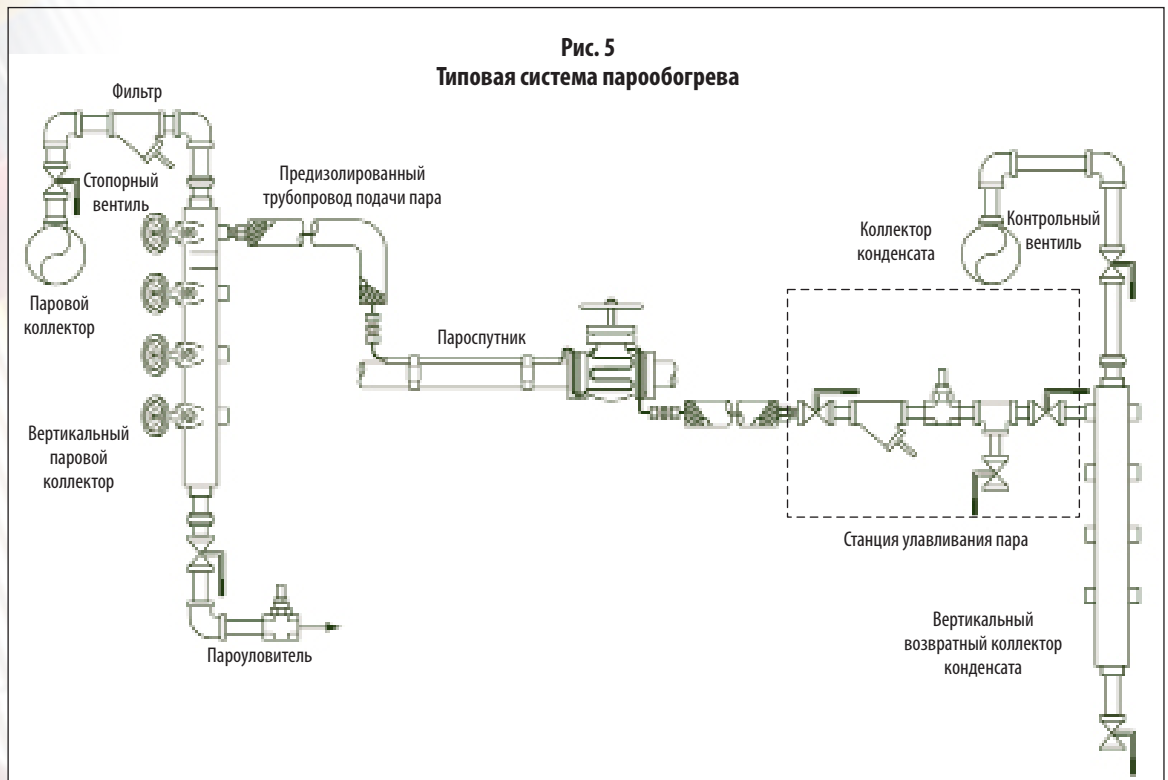 Рис. 5
Типовая система парообогрева
Фильтр
Стопорный
вентиль
Паровой
коллектор
Предизолированный
трубопровод подачи пара
Пароспутник
Вертикальный
паровой
коллектор
Пароуловитель
Коллектор
конденсата
Контрольный
вентиль
Станция улавливания пара
Вертикальный
возвратный коллектор
конденсата